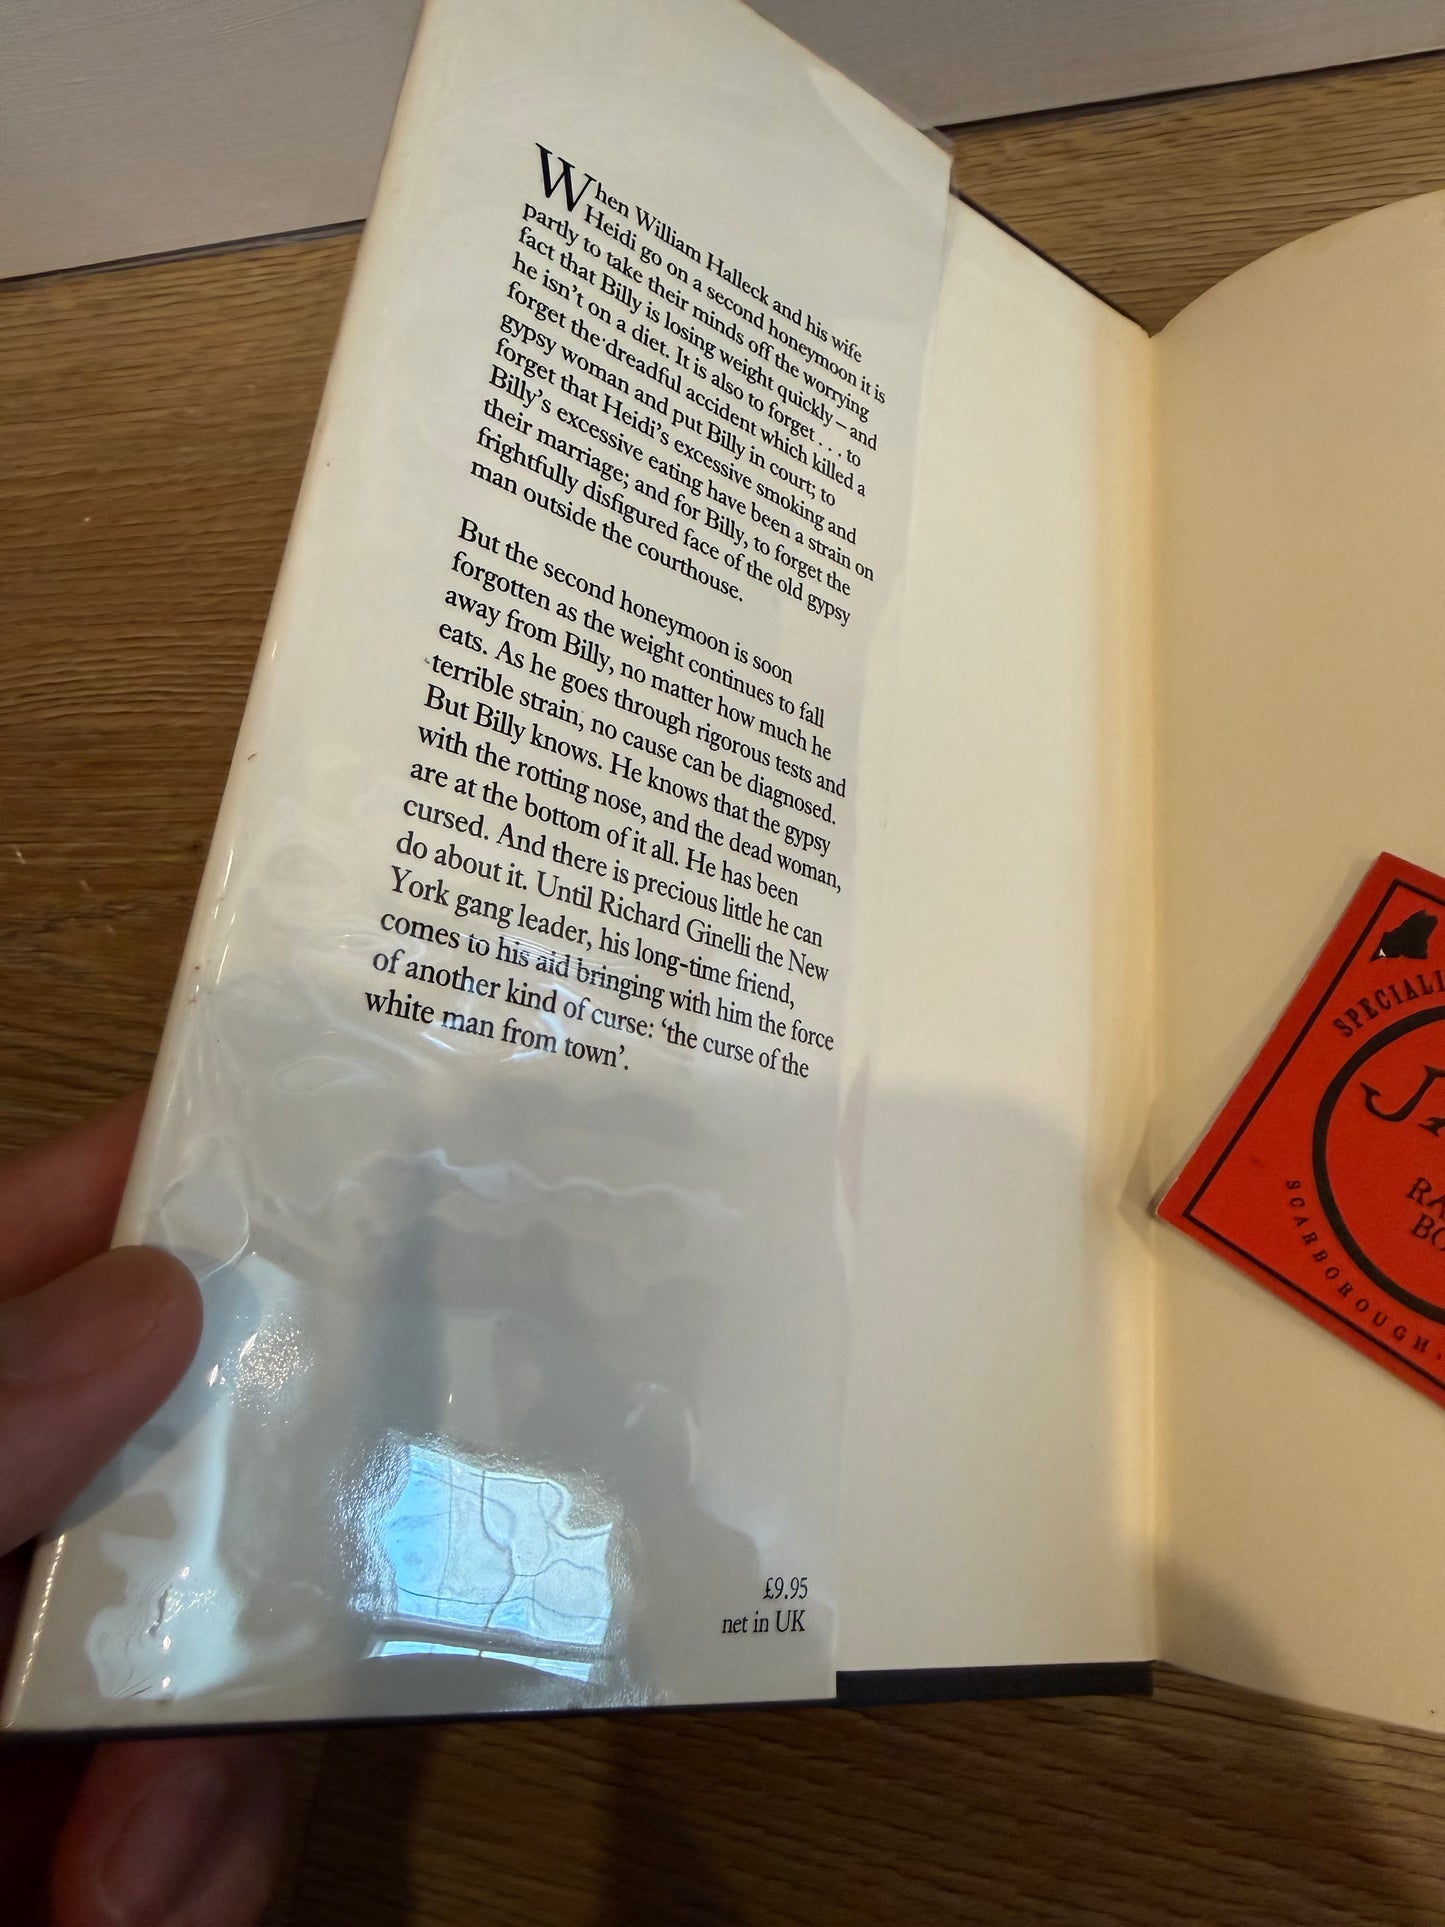 When William Halleck and his wife
Heidi go on a second honeymoon it is
partly to take their minds off the worrying
fact that Billy is losing weight quickly – and
he isn't on a diet. It is also to forget . . . to
forget the dreadful accident which killed a
gypsy woman and put Billy in court; to
forget that Heidi's excessive smoking and
Billy's excessive eating have been a strain on
their marriage; and for Billy, to forget the
frightfully disfigured face of the old gypsy
man outside the courthouse.
But the second honeymoon is soon
forgotten as the weight continues to fall
away from Billy, no matter how much he
eats. As he goes through rigorous tests and
terrible strain, no cause can be diagnosed.
But Billy knows. He knows that the gypsy
with the rotting nose, and the dead woman,
are at the bottom of it all. He has been
cursed. And there is precious little he can
do about it. Until Richard Ginelli the New
York gang leader, his long-time friend,
comes to his aid bringing with him the force
of another kind of curse: 'the curse of the
white man from town'.
£9.95
net in UK
SPECIALI
JA
RA
BO
SCARBOROUGH,